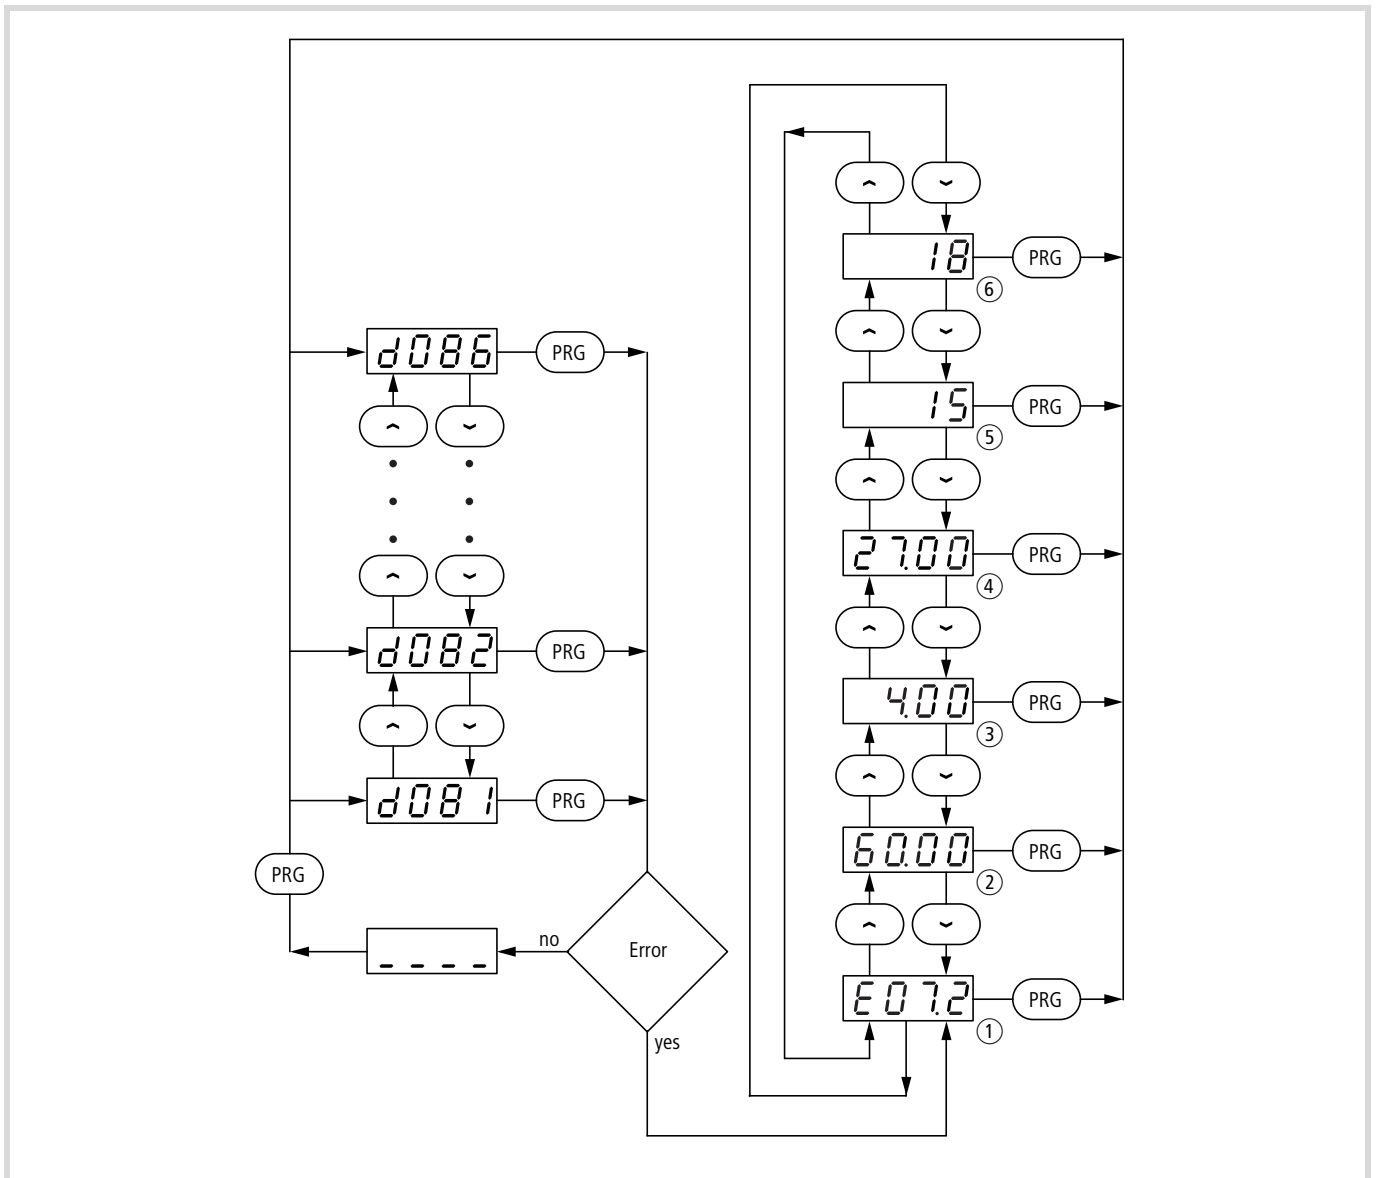 18 PRG
6
d086 PRG
15 PRG
5
27.00 PRG
4
d082 PRG
4.00 PRG
3
d081 PRG
60.00 PRG
2
PRG
_ _ _ _ no Error
yes
E07.2 PRG
1